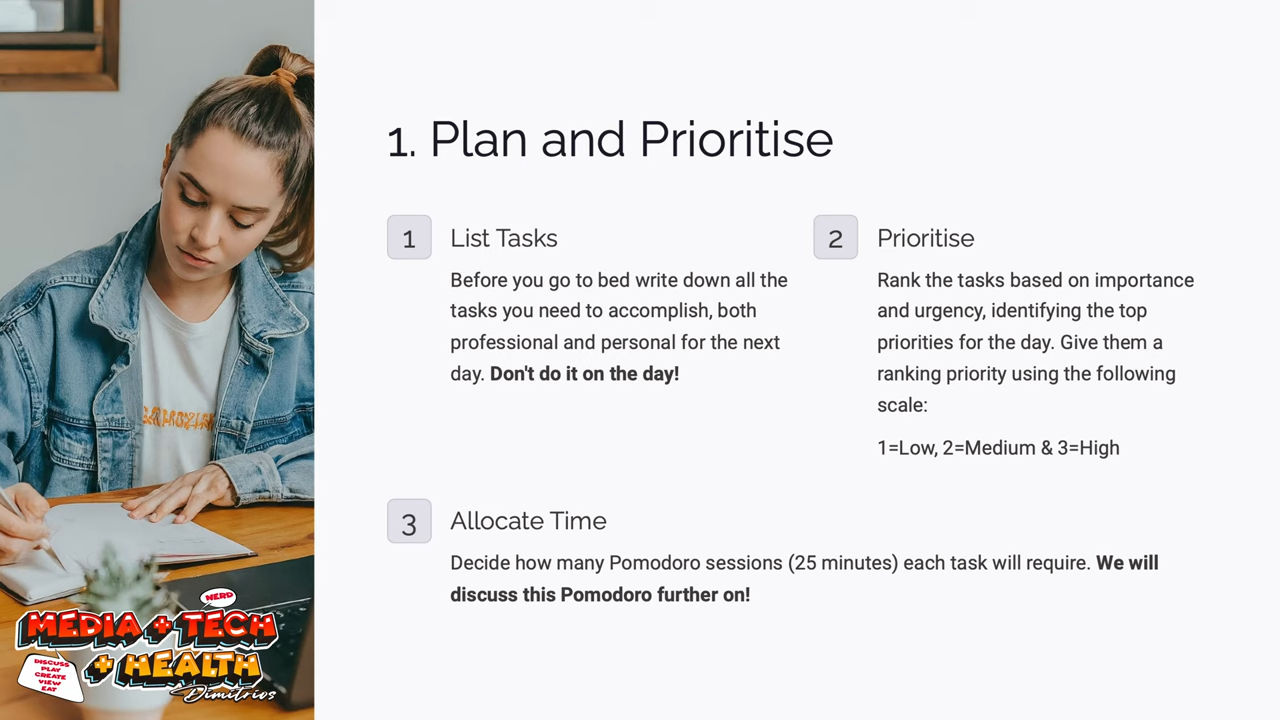 1. Plan and Prioritise
1
List Tasks
Before you go to bed write down all the
tasks you need to accomplish, both
professional and personal for the next
day. Don't do it on the day!
2
Prioritise
Rank the tasks based on importance
and urgency, identifying the top
priorities for the day. Give them a
ranking priority using the following
scale:
1=Low, 2=Medium & 3=High
3
Allocate Time
Decide how many Pomodoro sessions (25 minutes) each task will require. We will
discuss this Pomodoro further on!
NERD
MEDIA + TECH
+ HEALTH
DISCUSS
PLAY
CREATE
VIEW
EAT
Dimitrios